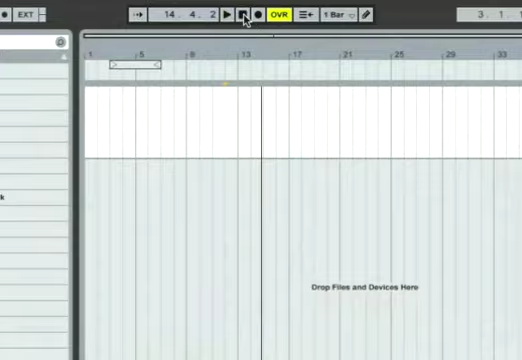 EXT 14. 4. 2 OVR 1 Bar 3. 1.
1 5 9 13 17 21 25 29 33
k
Drop Files and Devices Here